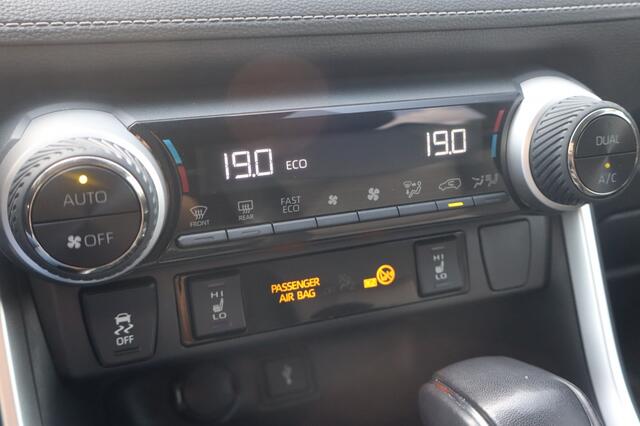 19.0 ECO
19.0
AUTO
OFF
DUAL
A/C
FRONT
REAR
FAST
ECO
HI
LO
PASSENGER
AIR BAG
HI
LO
OFF